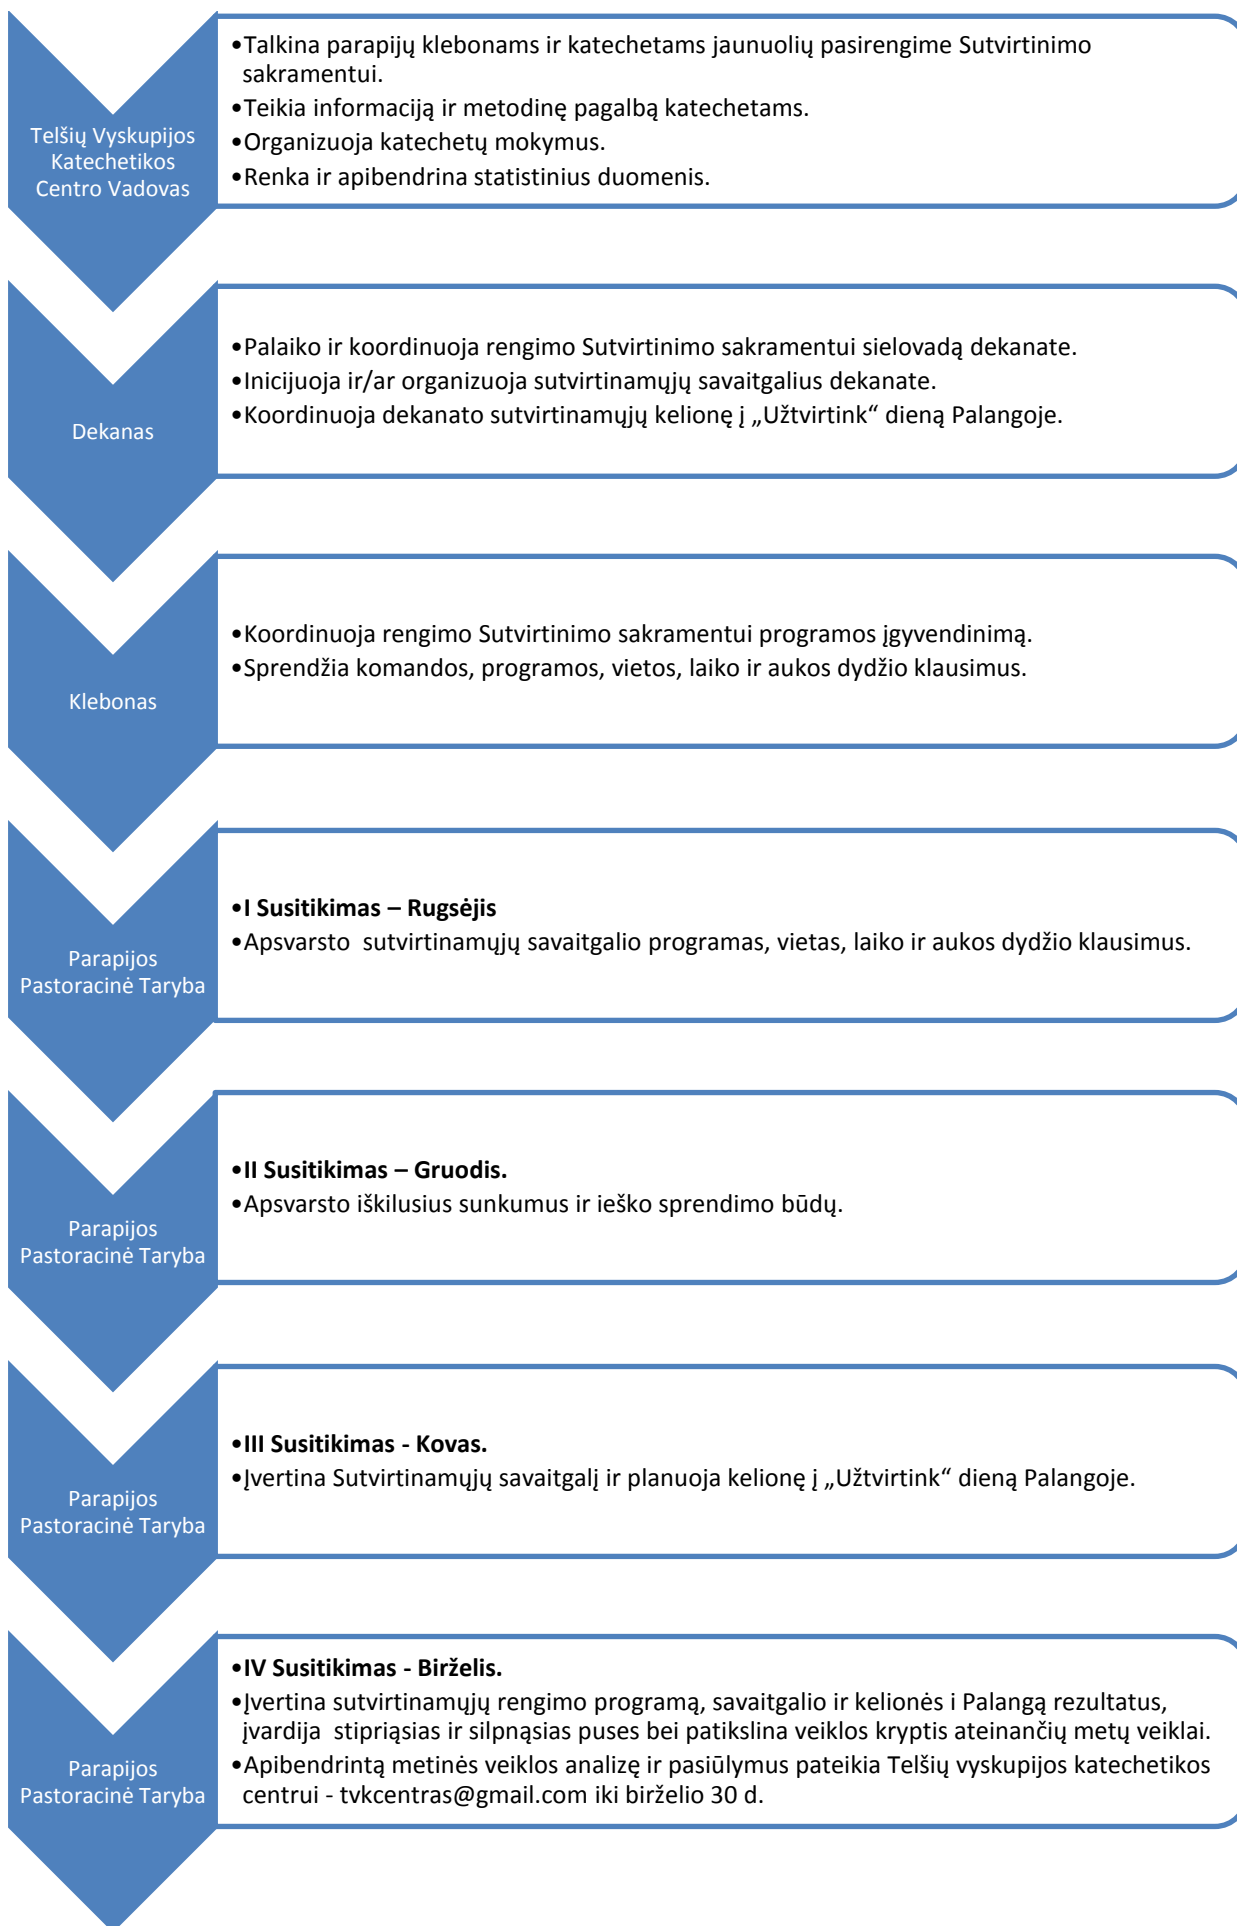 Telšių Vyskupijos
Katechetikos
Centro Vadovas
•Talkina parapijų klebonams ir katechetams jaunuolių pasirengime Sutvirtinimo
sakramentui.
•Teikia informaciją ir metodinę pagalbą katechetams.
•Organizuoja katechetų mokymus.
•Renka ir apibendrina statistinius duomenis.
Dekanas
•Palaiko ir koordinuoja rengimo Sutvirtinimo sakramentui sielovadą dekanate.
•Inicijuoja ir/ar organizuoja sutvirtinamųjų savaitgalius dekanate.
•Koordinuoja dekanato sutvirtinamųjų kelionę į „Užtvirtink“ dieną Palangoje.
Klebonas
•Koordinuoja rengimo Sutvirtinimo sakramentui programos įgyvendinimą.
•Sprendžia komandos, programos, vietos, laiko ir aukos dydžio klausimus.
Parapijos
Pastoracinė Taryba
•I Susitikimas – Rugsėjis
•Apsvarsto  sutvirtinamųjų savaitgalio programas, vietas, laiko ir aukos dydžio klausimus.
Parapijos
Pastoracinė Taryba
•II Susitikimas – Gruodis.
•Apsvarsto iškilusius sunkumus ir ieško sprendimo būdų.
Parapijos
Pastoracinė Taryba
•III Susitikimas - Kovas.
•Įvertina Sutvirtinamųjų savaitgalį ir planuoja kelionę į „Užtvirtink“ dieną Palangoje.
Parapijos
Pastoracinė Taryba
•IV Susitikimas - Birželis.
•Įvertina sutvirtinamųjų rengimo programą, savaitgalio ir kelionės i Palangą rezultatus,
įvardija  stipriąsias ir silpnąsias puses bei patikslina veiklos kryptis ateinančių metų veiklai.
•Apibendrintą metinės veiklos analizę ir pasiūlymus pateikia Telšių vyskupijos katechetikos
centrui - tvkcentras@gmail.com iki birželio 30 d.